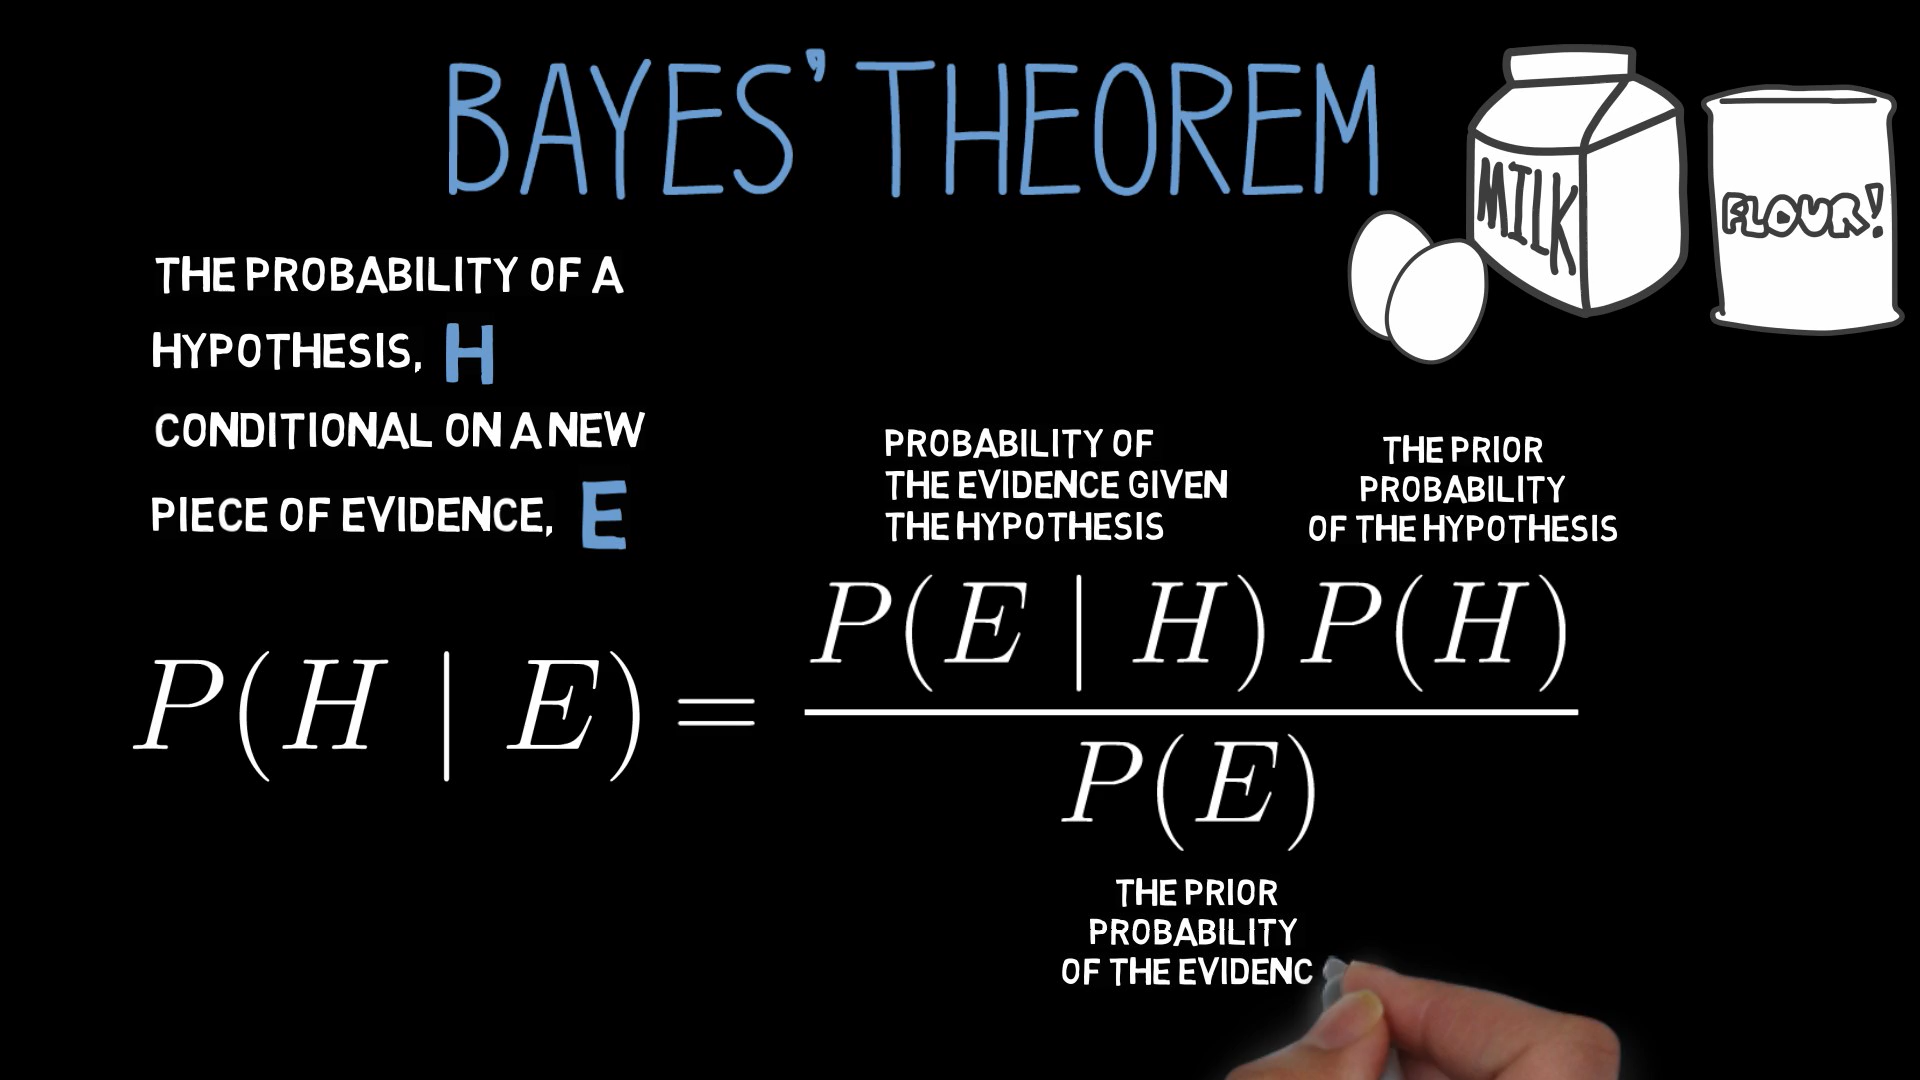 BAYES' THEOREM
MILK
FLOUR!
THE PROBABILITY OF A
HYPOTHESIS, H
CONDITIONAL ON A NEW
PIECE OF EVIDENCE, E
PROBABILITY OF
THE EVIDENCE GIVEN
THE HYPOTHESIS
THE PRIOR
PROBABILITY
OF THE HYPOTHESIS
P(H | E) =
P(E | H) P(H)
P(E)
THE PRIOR
PROBABILITY
OF THE EVIDENC